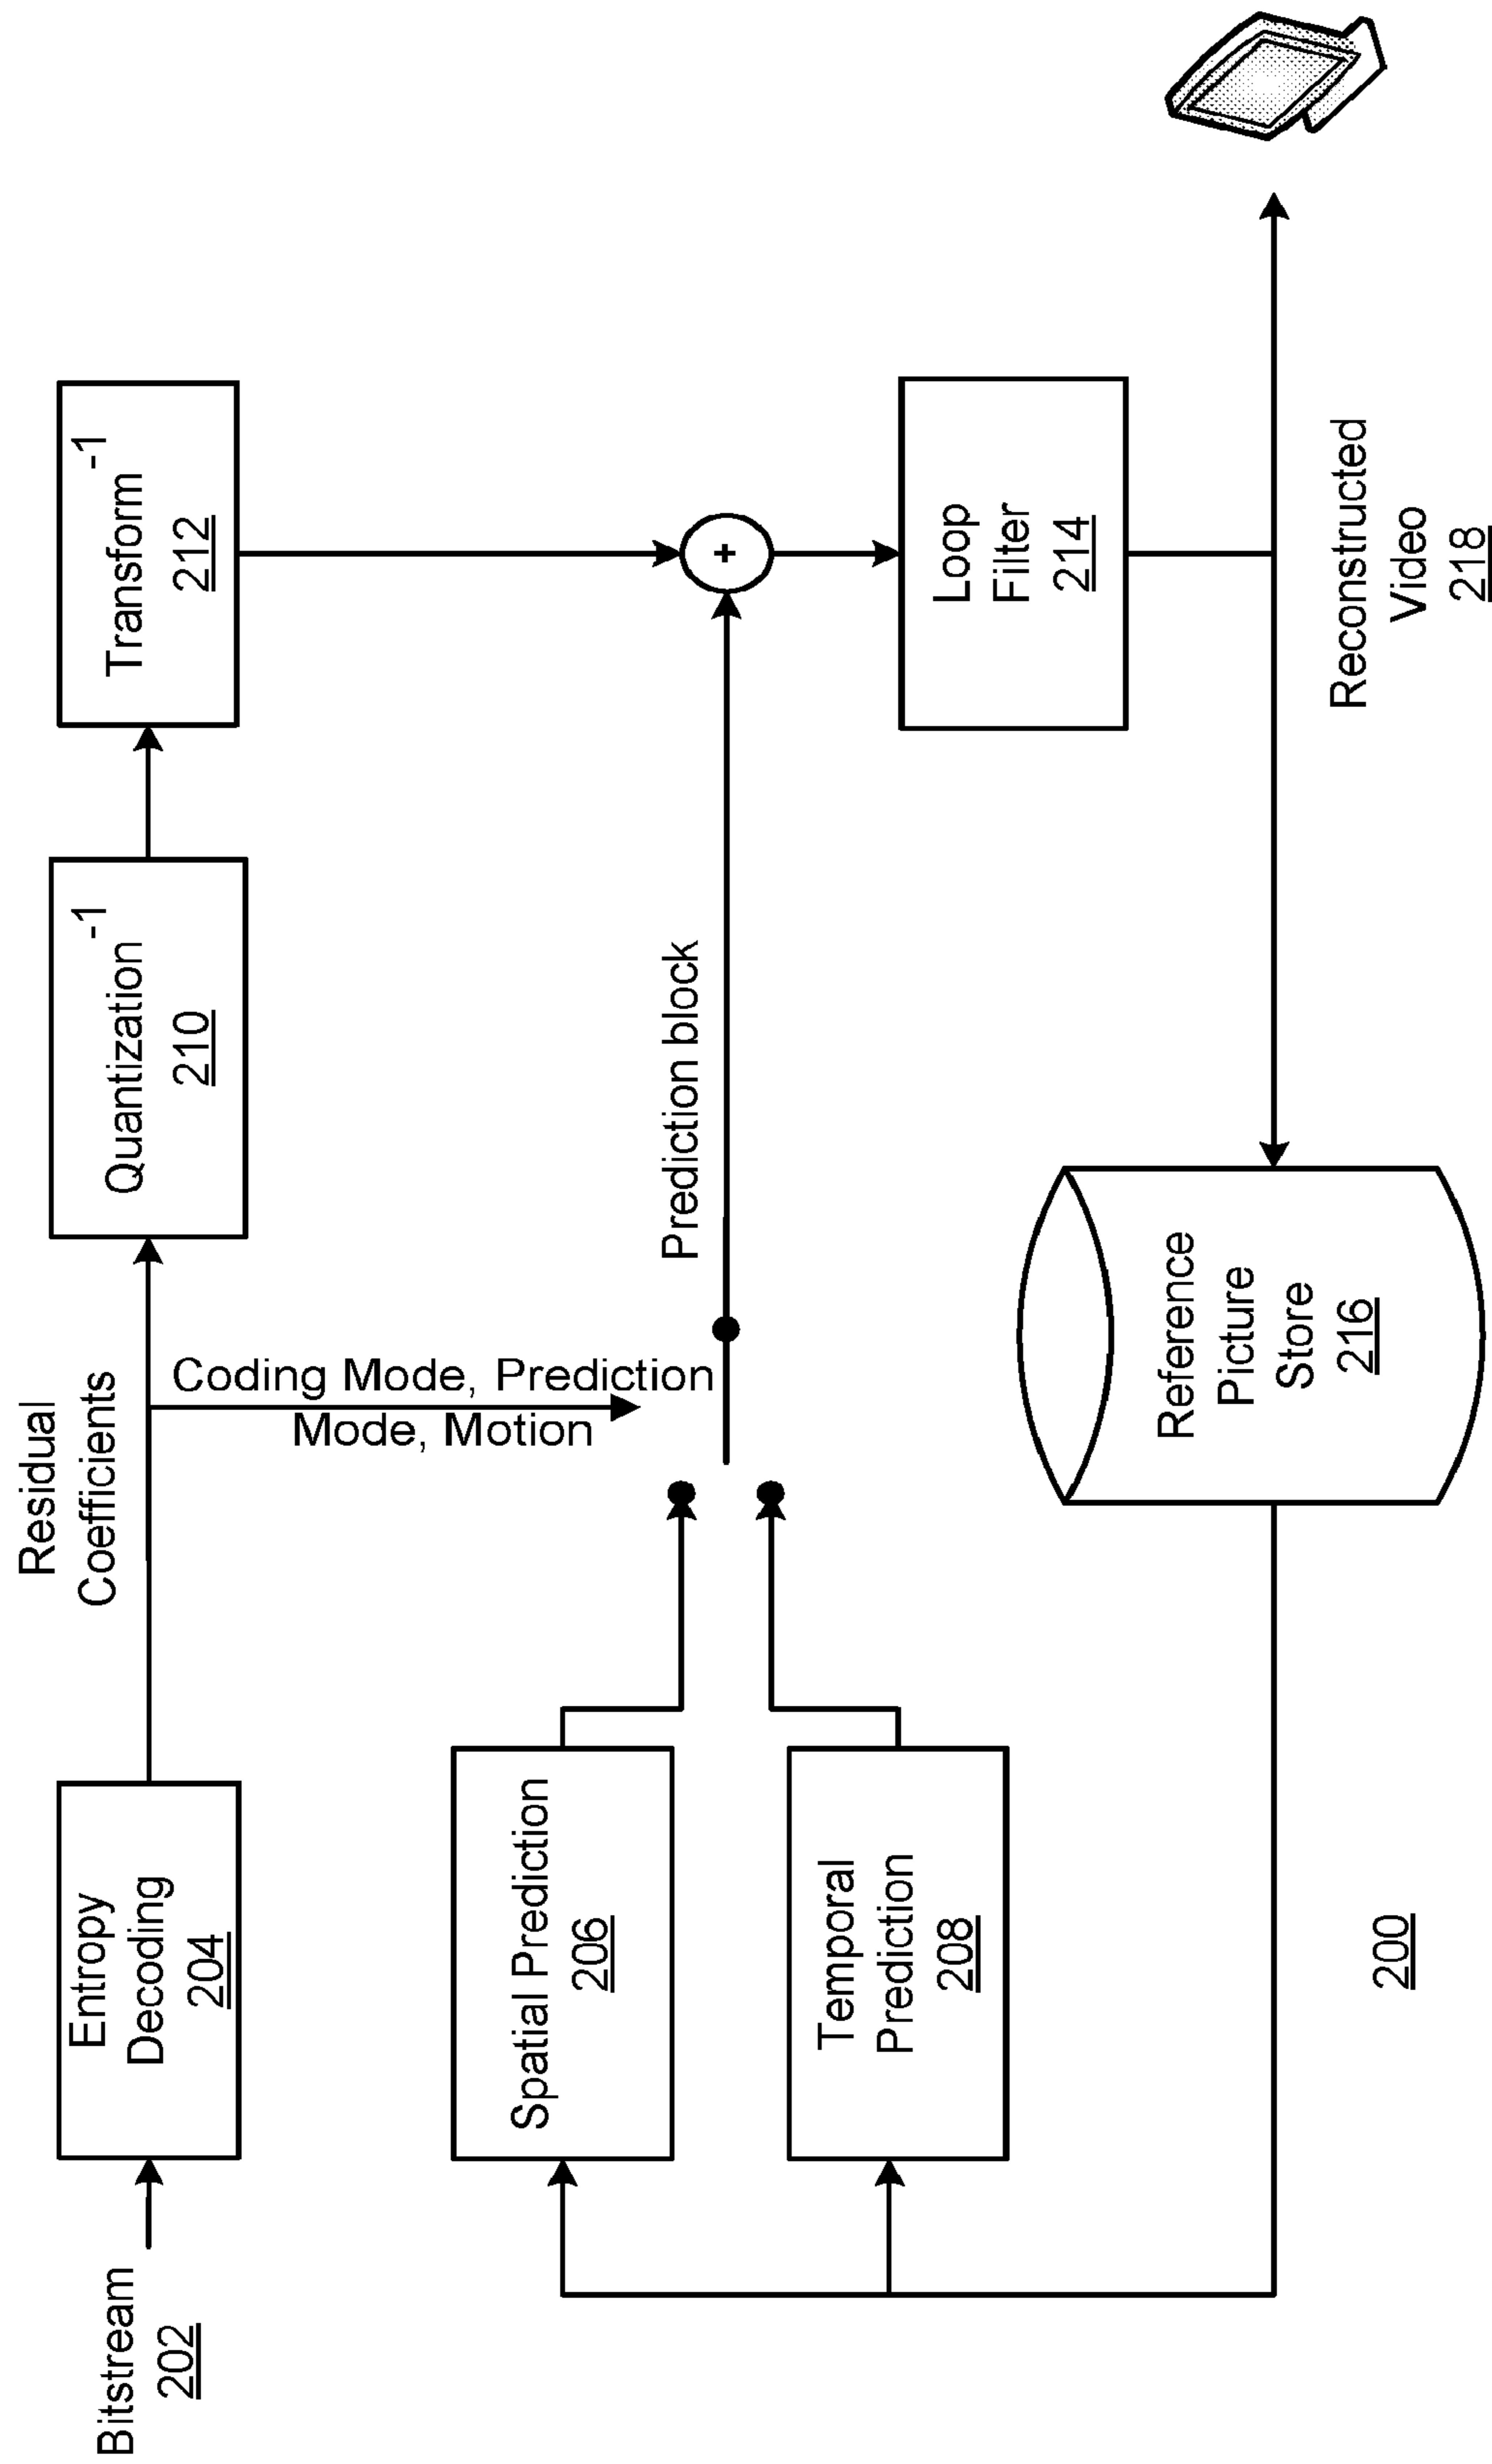 Bitstream
202
Entropy
Decoding
204
Residual
Coefficients
Quantization-1
210
Transform-1
212
Coding Mode, Prediction
Mode, Motion
Spatial Prediction
206
Temporal
Prediction
208
Prediction block
+
Loop
Filter
214
Reference
Picture
Store
216
Reconstructed
Video
218
200